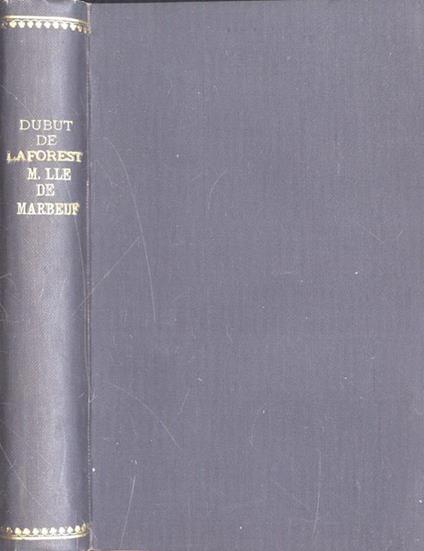 DUBUT
DE
LAFOREST
M. LLE
DE
MARBEUF